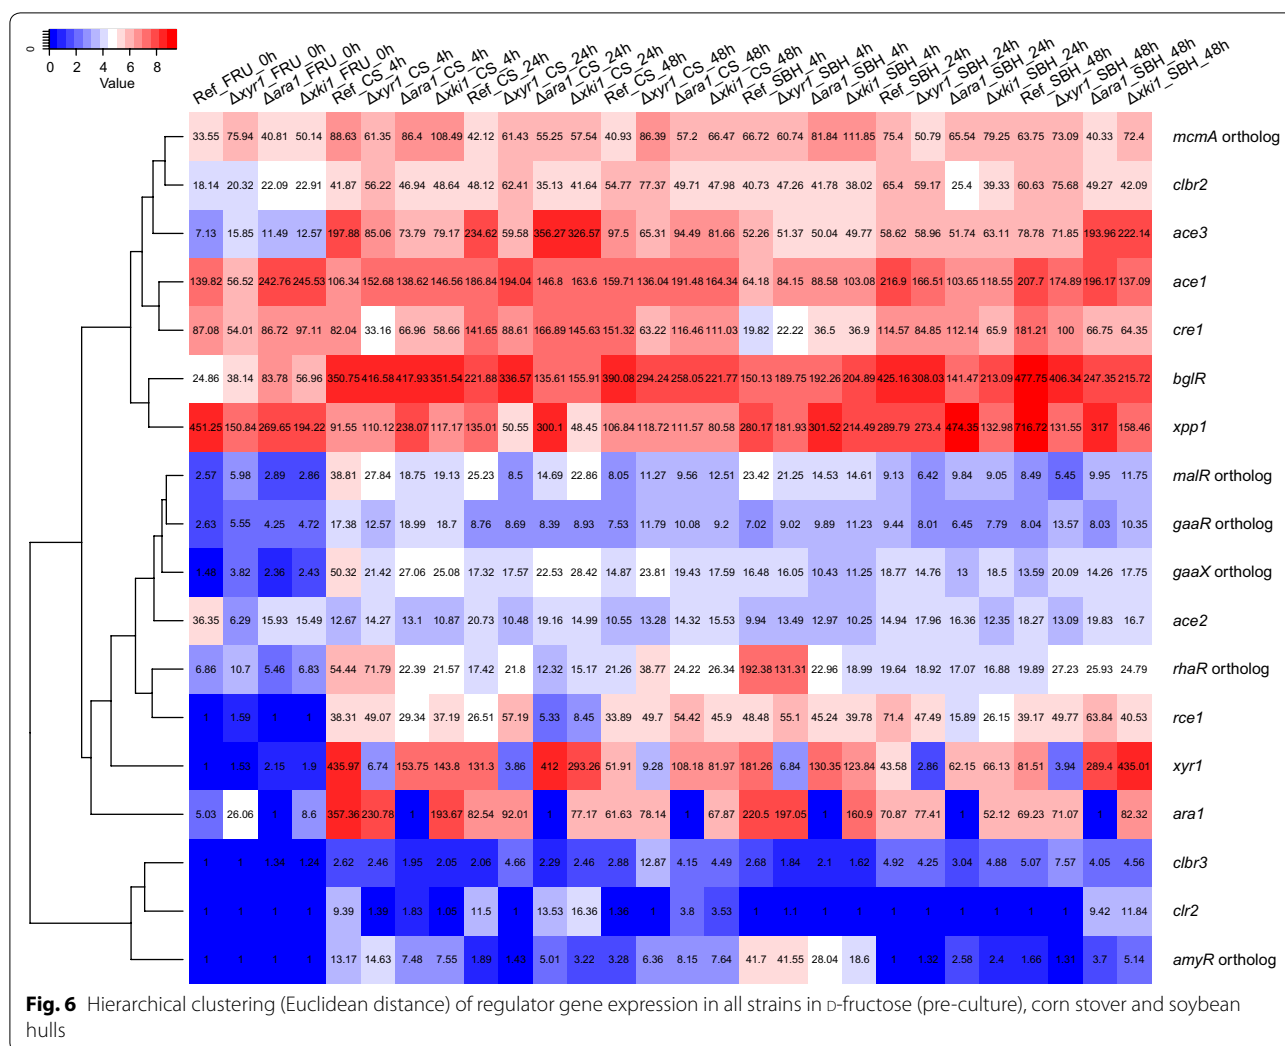 0
0 2 4 6 8
Value
Ref_FRU_0h Δxyr1_FRU_0h Δara1_FRU_0h Δxki1_FRU_0h Ref_CS_4h Δxyr1_CS_4h Δara1_CS_4h Δxki1_CS_4h Ref_CS_24h Δxyr1_CS_24h Δara1_CS_24h Δxki1_CS_24h Ref_CS_48h Δxyr1_CS_48h Δara1_CS_48h Δxki1_CS_48h Ref_SBH_4h Δxyr1_SBH_4h Δara1_SBH_4h Δxki1_SBH_4h Ref_SBH_24h Δxyr1_SBH_24h Δara1_SBH_24h Δxki1_SBH_24h Ref_SBH_48h Δxyr1_SBH_48h Δara1_SBH_48h Δxki1_SBH_48h
33.55 75.94 40.81 50.14 88.63 61.35 86.4 108.49 42.12 61.43 55.25 57.54 40.93 86.39 57.2 66.47 66.72 60.74 81.84 111.85 75.4 50.79 65.54 79.25 63.75 73.09 40.33 72.4 mcmA ortholog
18.14 20.32 22.09 22.91 41.87 56.22 46.94 48.64 48.12 62.41 35.13 41.64 54.77 77.37 49.71 47.98 40.73 47.26 41.78 38.02 65.4 59.17 25.4 39.33 60.63 75.68 49.27 42.09 clbr2
7.13 15.85 11.49 12.57 197.88 85.06 73.79 79.17 234.62 59.58 356.27 326.57 97.5 65.31 94.49 81.66 52.26 51.37 50.04 49.77 58.62 58.96 51.74 63.11 78.78 71.85 193.96 222.14 ace3
139.82 56.52 242.76 245.53 106.34 152.68 138.62 146.56 186.84 194.04 146.8 163.6 159.71 136.04 191.48 164.34 64.18 84.15 88.58 103.08 216.9 166.51 103.65 118.55 207.7 174.89 196.17 137.09 ace1
87.08 54.01 86.72 97.11 82.04 33.16 66.96 58.66 141.65 88.61 166.89 145.63 151.32 63.22 116.46 111.03 19.82 22.22 36.5 36.9 114.57 84.85 112.14 65.9 181.21 100 66.75 64.35 cre1
24.86 38.14 83.78 56.96 350.75 416.58 417.93 351.54 221.88 336.57 135.61 155.91 390.08 294.24 258.05 221.77 150.13 189.75 192.26 204.89 425.16 308.03 141.47 213.09 477.75 406.34 247.35 215.72 bglR
451.25 150.84 269.65 194.22 91.55 110.12 238.07 117.17 135.01 50.55 300.1 48.45 106.84 118.72 111.57 80.58 280.17 181.93 301.52 214.49 289.79 273.4 474.35 132.98 716.72 131.55 317 158.46 xpp1
2.57 5.98 2.89 2.86 38.81 27.84 18.75 19.13 25.23 8.5 14.69 22.86 8.05 11.27 9.56 12.51 23.42 21.25 14.53 14.61 9.13 6.42 9.84 9.05 8.49 5.45 9.95 11.75 malR ortholog
2.63 5.55 4.25 4.72 17.38 12.57 18.99 18.7 8.76 8.69 8.39 8.93 7.53 11.79 10.08 9.2 7.02 9.02 9.89 11.23 9.44 8.01 6.45 7.79 8.04 13.57 8.03 10.35 gaaR ortholog
1.48 3.82 2.36 2.43 50.32 21.42 27.06 25.08 17.32 17.57 22.53 28.42 14.87 23.81 19.43 17.59 16.48 16.05 10.43 11.25 18.77 14.76 13 18.5 13.59 20.09 14.26 17.75 gaaX ortholog
36.35 6.29 15.93 15.49 12.67 14.27 13.1 10.87 20.73 10.48 19.16 14.99 10.55 13.28 14.32 15.53 9.94 13.49 12.97 10.25 14.94 17.96 16.36 12.35 18.27 13.09 19.83 16.7 ace2
6.86 10.7 5.46 6.83 54.44 71.79 22.39 21.57 17.42 21.8 12.32 15.17 21.26 38.77 24.22 26.34 192.38 131.31 22.96 18.99 19.64 18.92 17.07 16.88 19.89 27.23 25.93 24.79 rhaR ortholog
1 1.59 1 1 38.31 49.07 29.34 37.19 26.51 57.19 5.33 8.45 33.89 49.7 54.42 45.9 48.48 55.1 45.24 39.78 71.4 47.49 15.89 26.15 39.17 49.77 63.84 40.53 rce1
1 1.53 2.15 1.9 435.97 6.74 153.75 143.8 131.3 3.86 412 293.26 51.91 9.28 108.18 81.97 181.26 6.84 130.35 123.84 43.58 2.86 62.15 66.13 81.51 3.94 289.4 435.01 xyr1
5.03 26.06 1 8.6 357.36 230.78 1 193.67 82.54 92.01 1 77.17 61.63 78.14 1 67.87 220.5 197.05 1 160.9 70.87 77.41 1 52.12 69.23 71.07 1 82.32 ara1
1 1 1.34 1.24 2.62 2.46 1.95 2.05 2.06 4.66 2.29 2.46 2.88 12.87 4.15 4.49 2.68 1.84 2.1 1.62 4.92 4.25 3.04 4.88 5.07 7.57 4.05 4.56 clbr3
1 1 1 1 9.39 1.39 1.83 1.05 11.5 1 13.53 16.36 1.38 1 3.8 3.53 1 1.1 1 1 1 1 1 1 1 1 9.42 11.84 clr2
1 1 1 1 13.17 14.63 7.48 7.55 1.89 1.43 5.01 3.22 3.28 6.36 8.15 7.64 41.7 41.55 28.04 18.6 1 1.32 2.58 2.4 1.66 1.31 3.7 5.14 amyR ortholog
Fig. 6 Hierarchical clustering (Euclidean distance) of regulator gene expression in all strains in D-fructose (pre-culture), corn stover and soybean
hulls